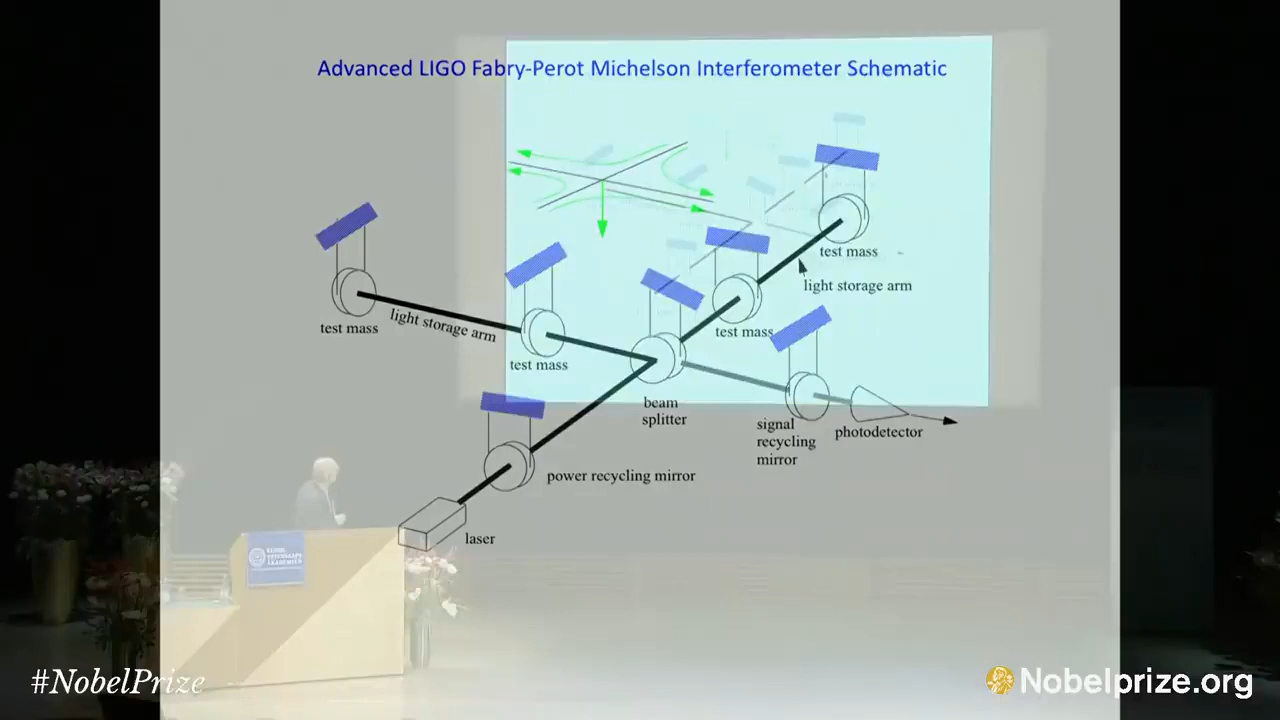 Advanced LIGO Fabry-Perot Michelson Interferometer Schematic
test mass
light storage arm
test mass
light storage arm
test mass
test mass
beam
splitter
signal
recycling
mirror
photodetector
power recycling mirror
laser
#NobelPrize
Nobelprize.org